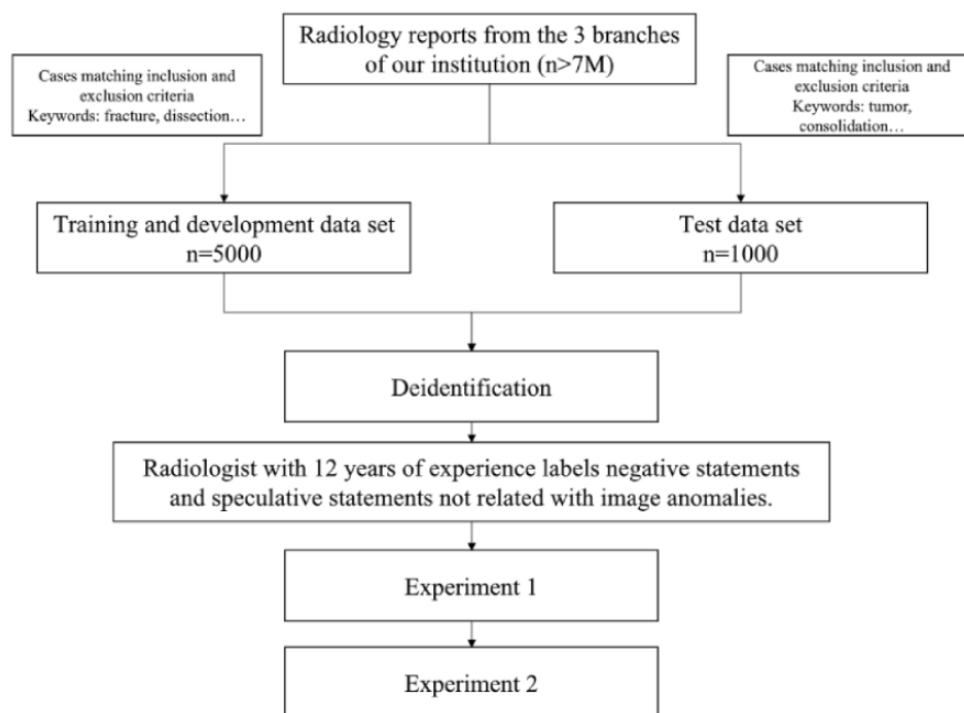 Radiology reports from the 3 branches
of our institution (n>7M)
Cases matching inclusion and
exclusion criteria
Keywords: fracture, dissection…
Cases matching inclusion and
exclusion criteria
Keywords: tumor,
consolidation…
Training and development data set
n=5000
Test data set
n=1000
Deidentification
Radiologist with 12 years of experience labels negative statements
and speculative statements not related with image anomalies.
Experiment 1
Experiment 2